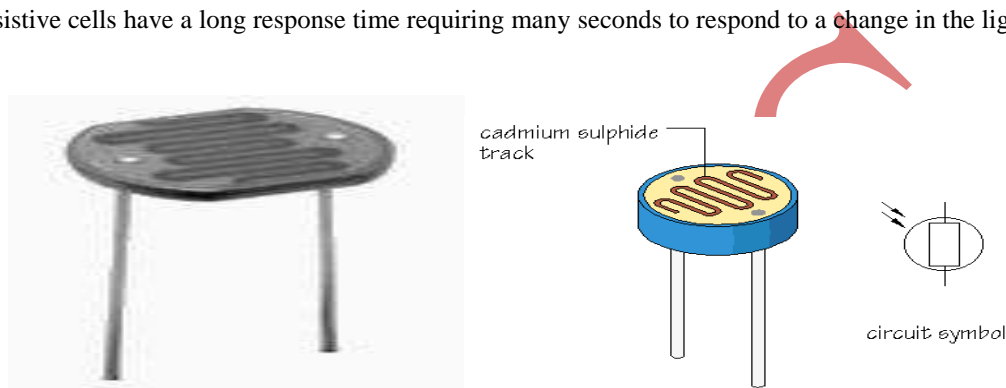 sistive cells have a long response time requiring many seconds to respond to a change in the
cadmium sulphide
track
circuit symbol